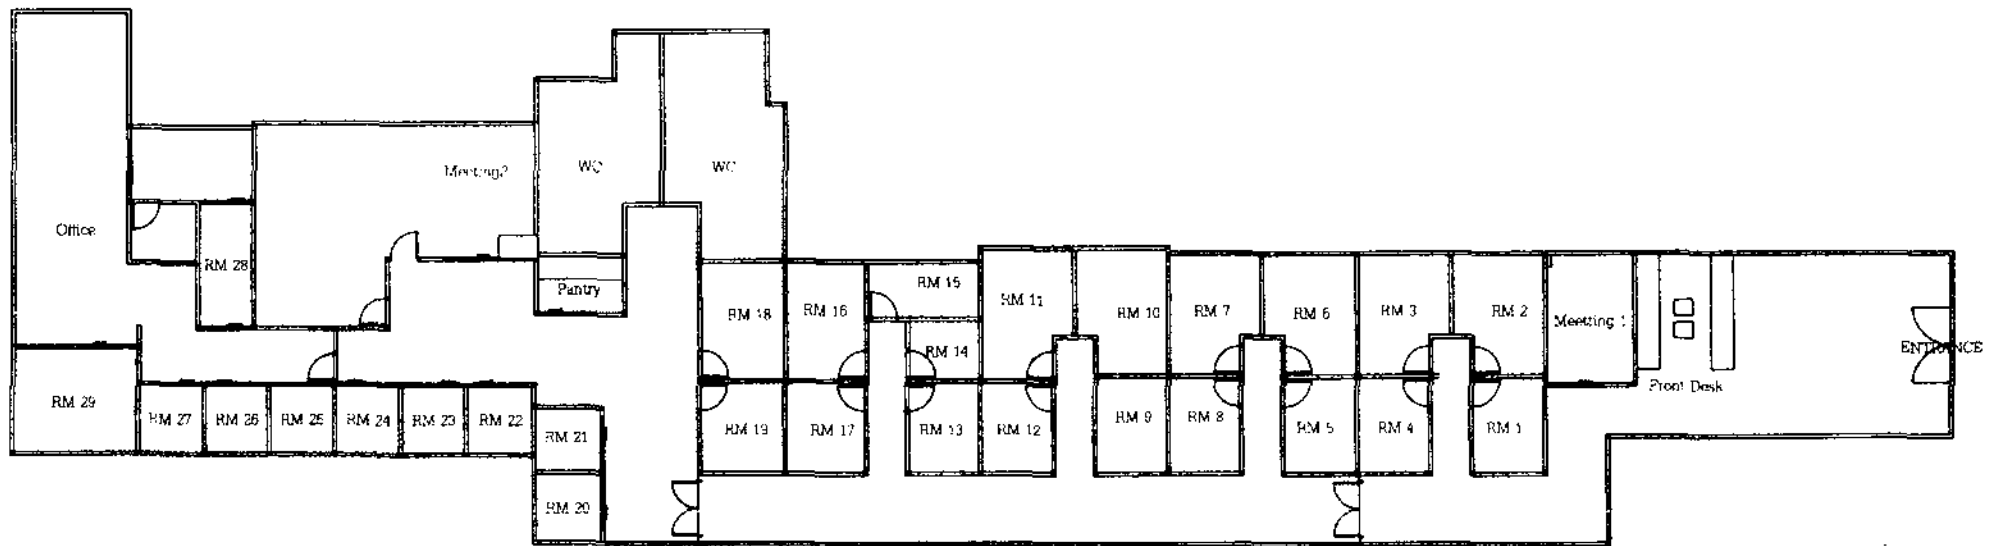 Meeting2
WC
WC
Office
RM 28
Pantry
RM 15
RM 11
RM 18
RM 16
RM 10
RM 7
RM 6
RM 3
RM 2
Meetting 1
RM 14
ENTRANCE
Front Desk
RM 29
RM 27
RM 26
RM 25
RM 24
RM 23
RM 22
RM 21
RM 19
RM 17
RM 13
RM 12
RM 9
RM 8
RM 5
RM 4
RM 1
RM 20